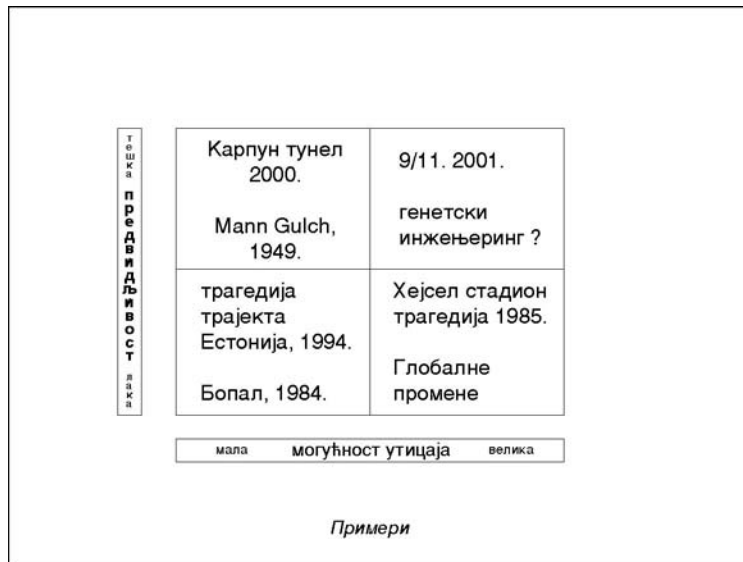 тешка предвидљивост лака
Карпун тунел
2000.
Mann Gulch,
1949.
9/11. 2001.
генетски
инжењеринг ?
трагедија
трајекта
Естонија, 1994.
Бопал, 1984.
Хејсел стадион
трагедија 1985.
Глобалне
промене
мала могућност утицаја велика
Примери